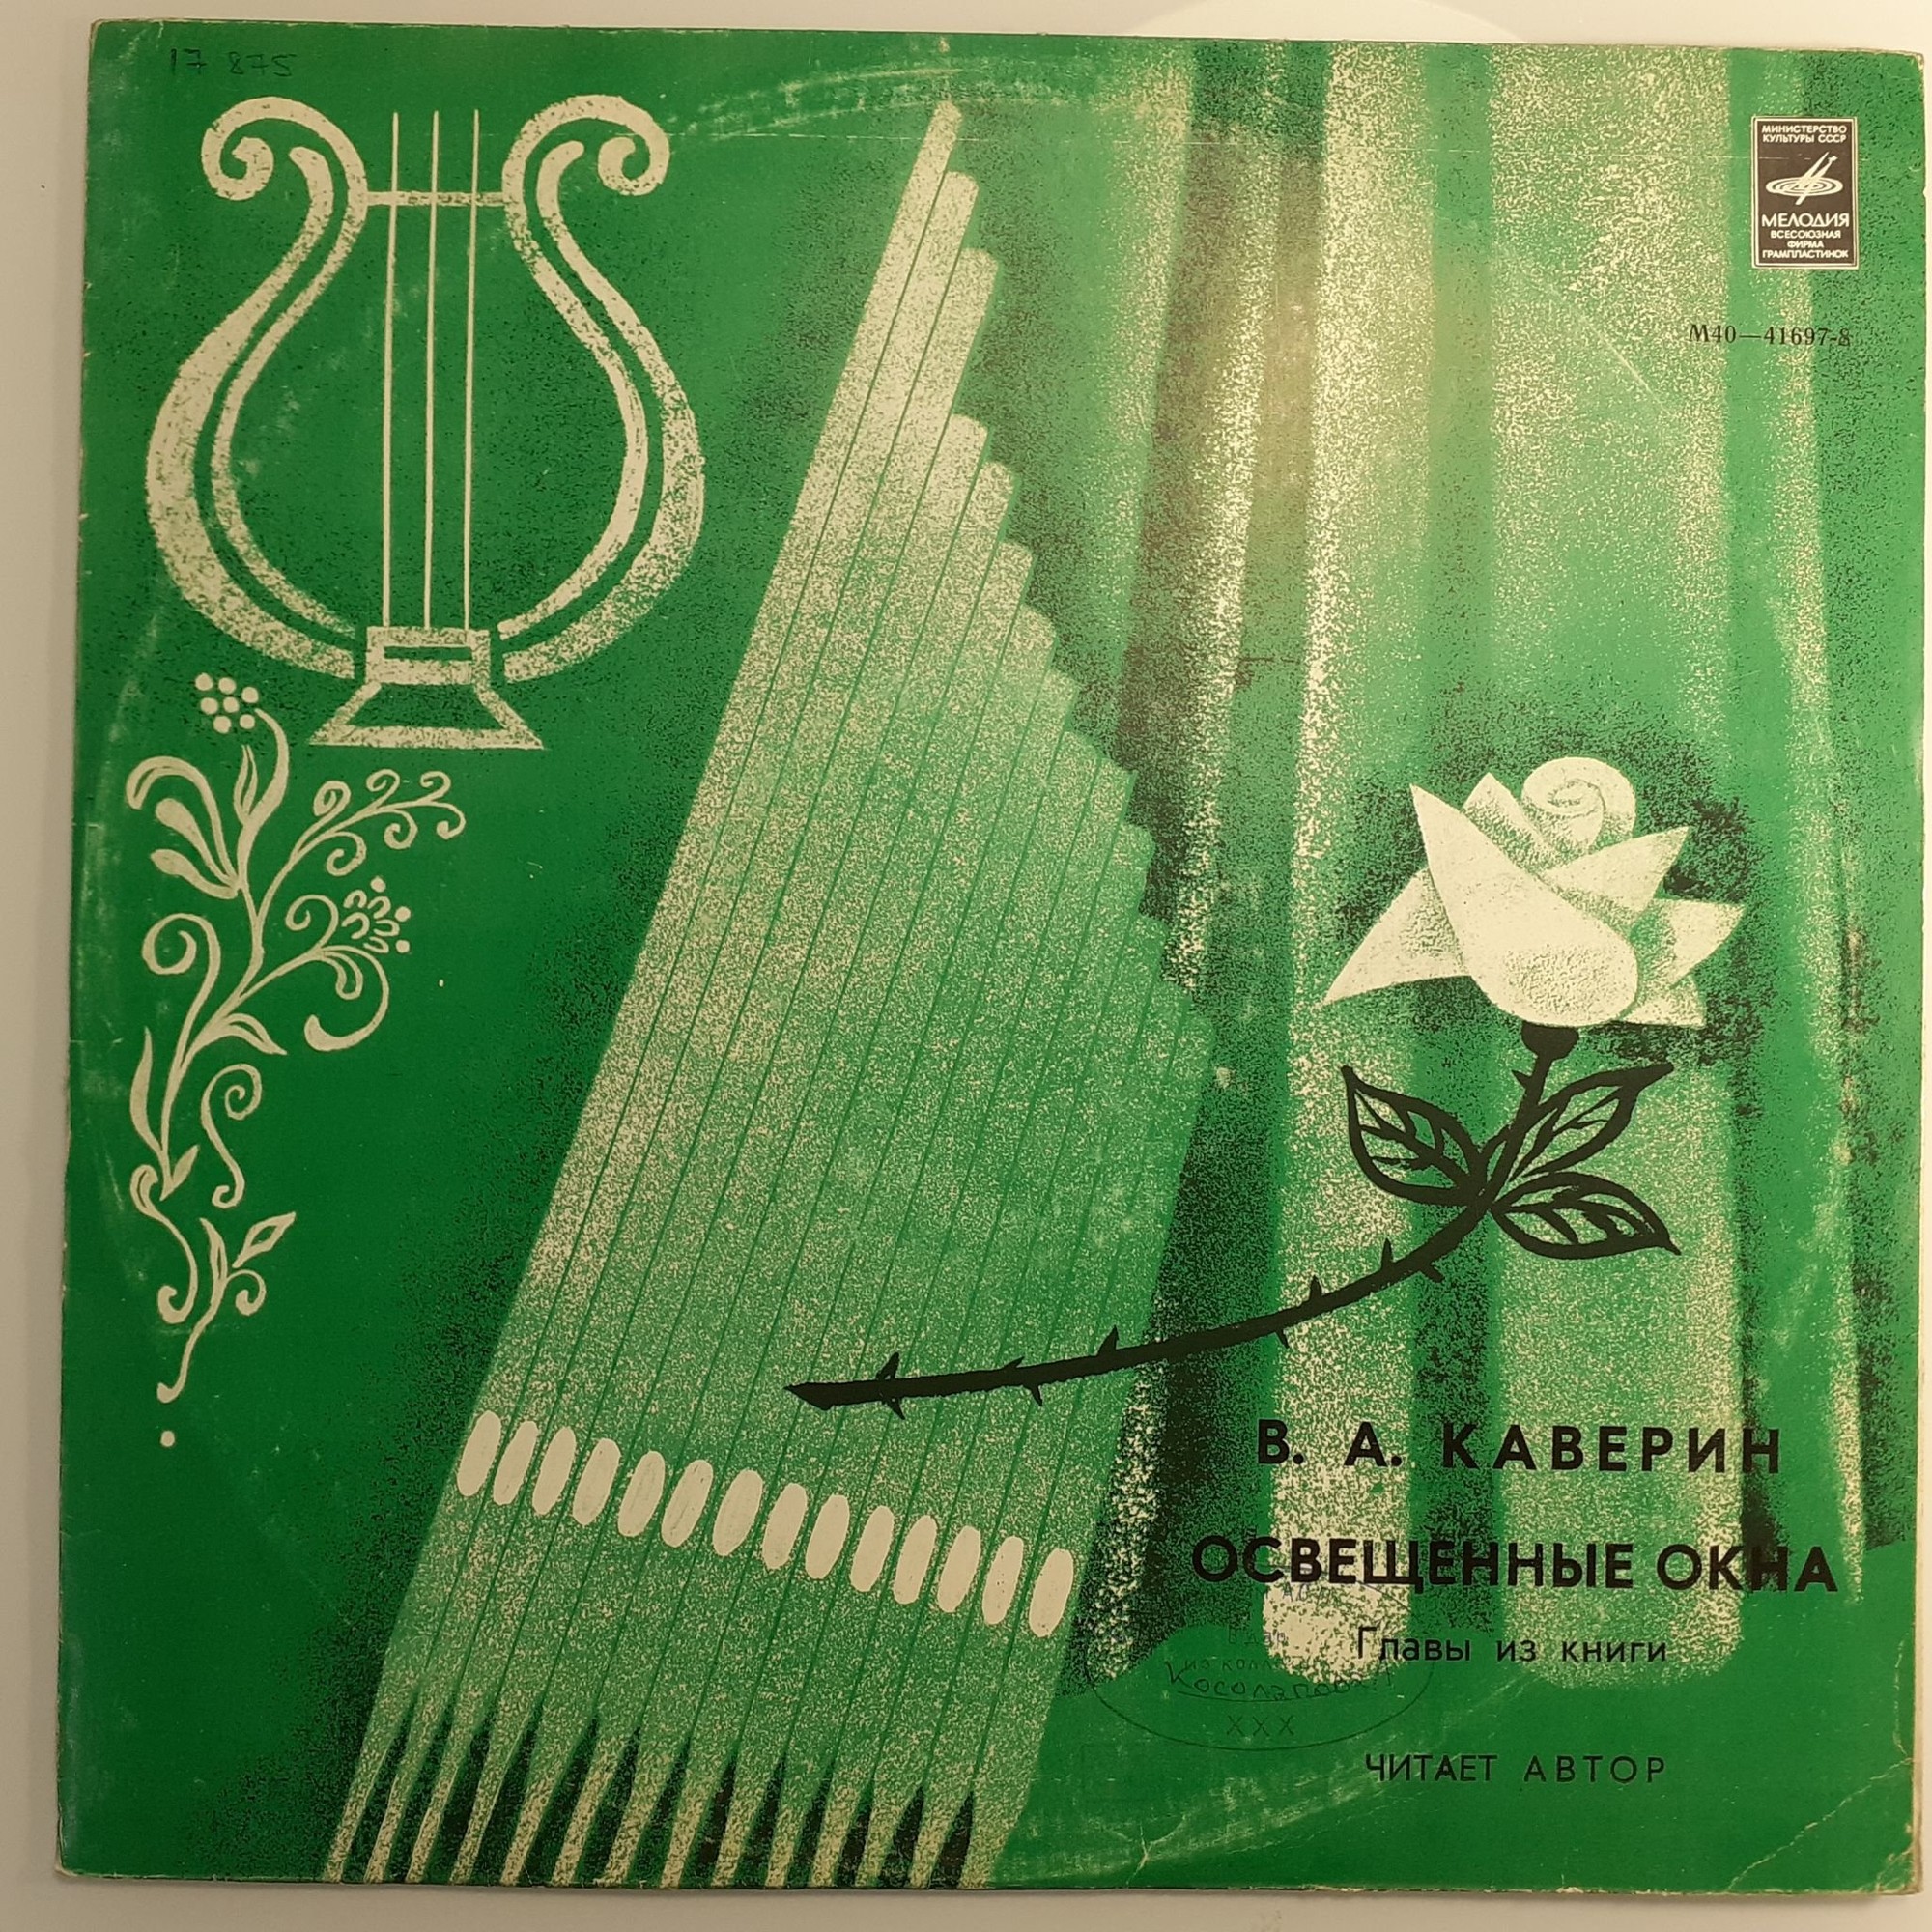 17 875
МИНИСТЕРСТВО
КУЛЬТУРЫ СССР
МЕЛОДИЯ
ВСЕСОЮЗНАЯ
ФИРМА
ГРАМПЛАСТИНОК
М40—41697-8
В. А. КАВЕРИН
ОСВЕЩЕННЫЕ ОКНА
Главы из книги
XXX
ЧИТАЕТ АВТОР